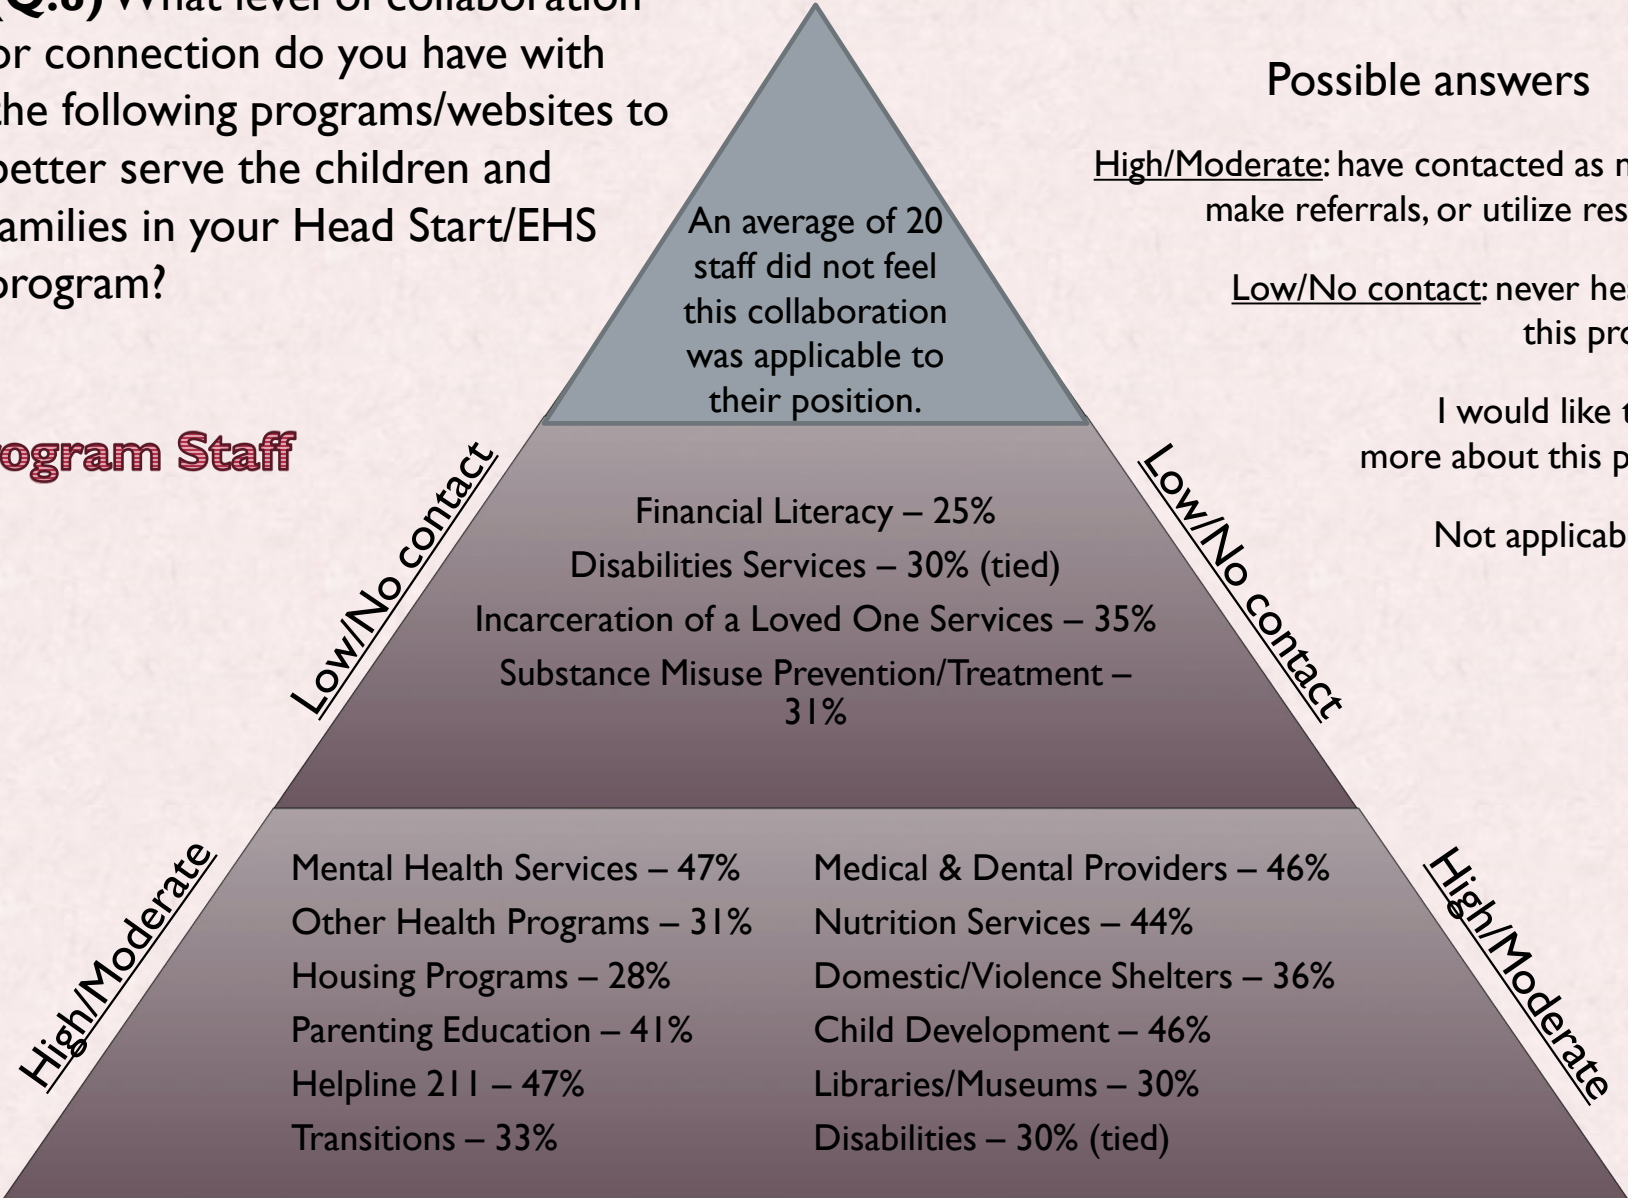 (Q.8) What level of collaboration
or connection do you have with
the following programs/websites to
better serve the children and
families in your Head Start/EHS
program?
Program Staff
Possible answers
High/Moderate: have contacted as
make referrals, or utilize
Low/No contact: never
this
I would like
more about this
Not
An average of 20
staff did not feel
this collaboration
was applicable to
their position.
Low/No contact
Low/No contact
Financial Literacy – 25%
Disabilities Services – 30% (tied)
Incarceration of a Loved One Services – 35%
Substance Misuse Prevention/Treatment –
31%
High/Moderate
High/Moderate
Mental Health Services – 47%
Other Health Programs – 31%
Housing Programs – 28%
Parenting Education – 41%
Helpline 211 – 47%
Transitions – 33%
Medical & Dental Providers – 46%
Nutrition Services – 44%
Domestic/Violence Shelters – 36%
Child Development – 46%
Libraries/Museums – 30%
Disabilities – 30% (tied)